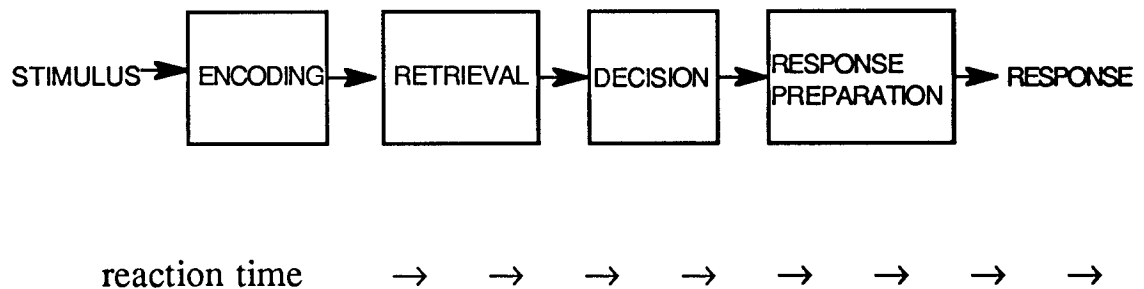 STIMULUS ENCODING RETRIEVAL DECISION RESPONSE PREPARATION RESPONSE
reaction time → → → → → → → →